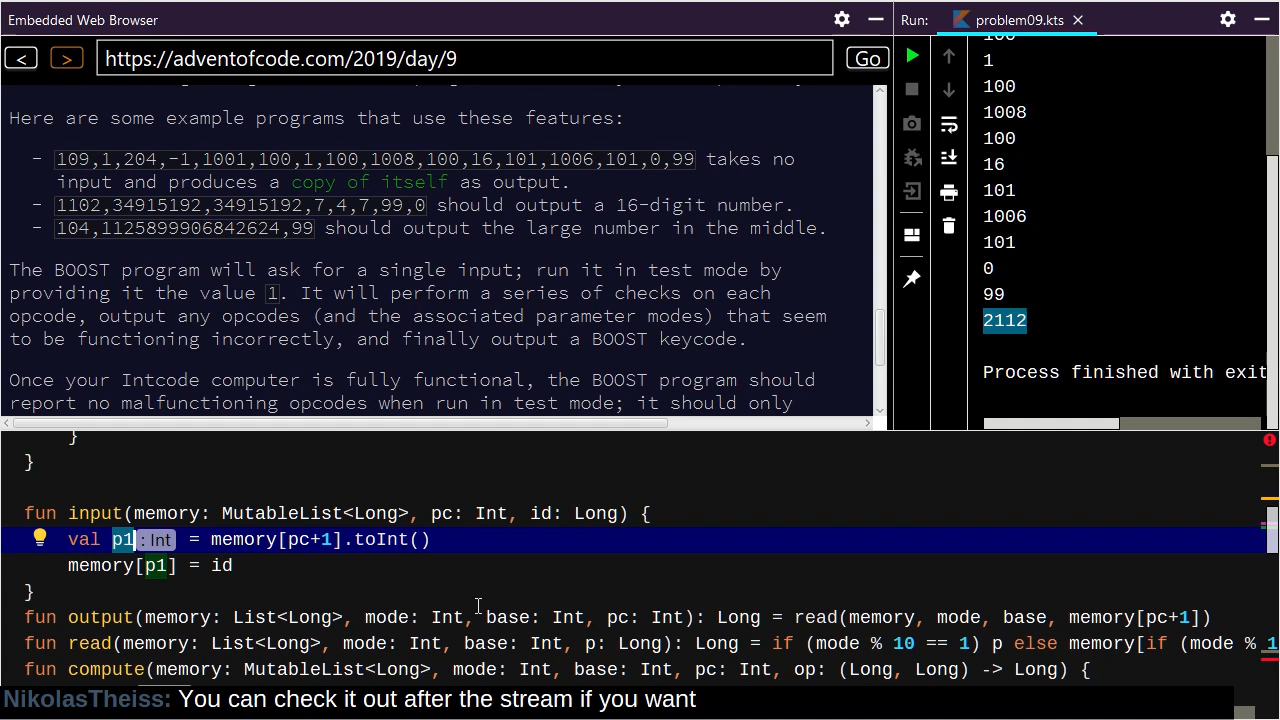 Embedded Web Browser
< > https://adventofcode.com/2019/day/9 Go
Here are some example programs that use these features:
- 109,1,204,-1,1001,100,1,100,1008,100,16,101,1006,101,0,99 takes no
input and produces a copy of itself as output.
- 1102,34915192,34915192,7,4,7,99,0 should output a 16-digit number.
- 104,1125899906842624,99 should output the large number in the middle.
The BOOST program will ask for a single input; run it in test mode by
providing it the value 1. It will perform a series of checks on each
opcode, output any opcodes (and the associated parameter modes) that seem
to be functioning incorrectly, and finally output a BOOST keycode.
Once your Intcode computer is fully functional, the BOOST program should
report no malfunctioning opcodes when run in test mode; it should only
Run: problem09.kts
100
1
100
1008
100
16
101
1006
101
0
99
2112
Process finished with exit
}
}
fun input(memory: MutableList<Long>, pc: Int, id: Long) {
val p1: Int = memory[pc+1].toInt()
memory[p1] = id
}
fun output(memory: List<Long>, mode: Int, base: Int, pc: Int): Long = read(memory, mode, base, memory[pc+1])
fun read(memory: List<Long>, mode: Int, base: Int, p: Long): Long = if (mode % 10 == 1) p else memory[if (mode % 1
fun compute(memory: MutableList<Long>, mode: Int, base: Int, pc: Int, op: (Long, Long) -> Long) {
NikolasTheiss: You can check it out after the stream if you want